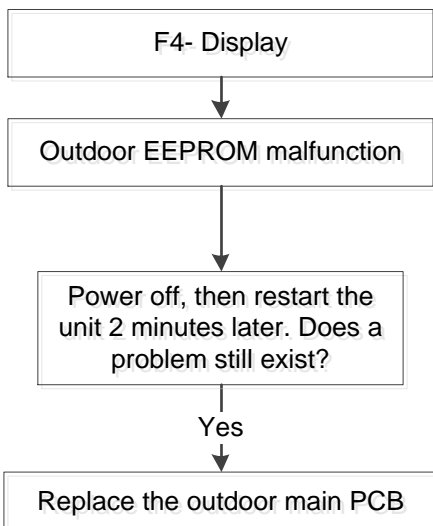 F4- Display
Outdoor EEPROM malfunction
Power off, then restart the
unit 2 minutes later. Does a
problem still exist?
Yes
Replace the outdoor main PCB